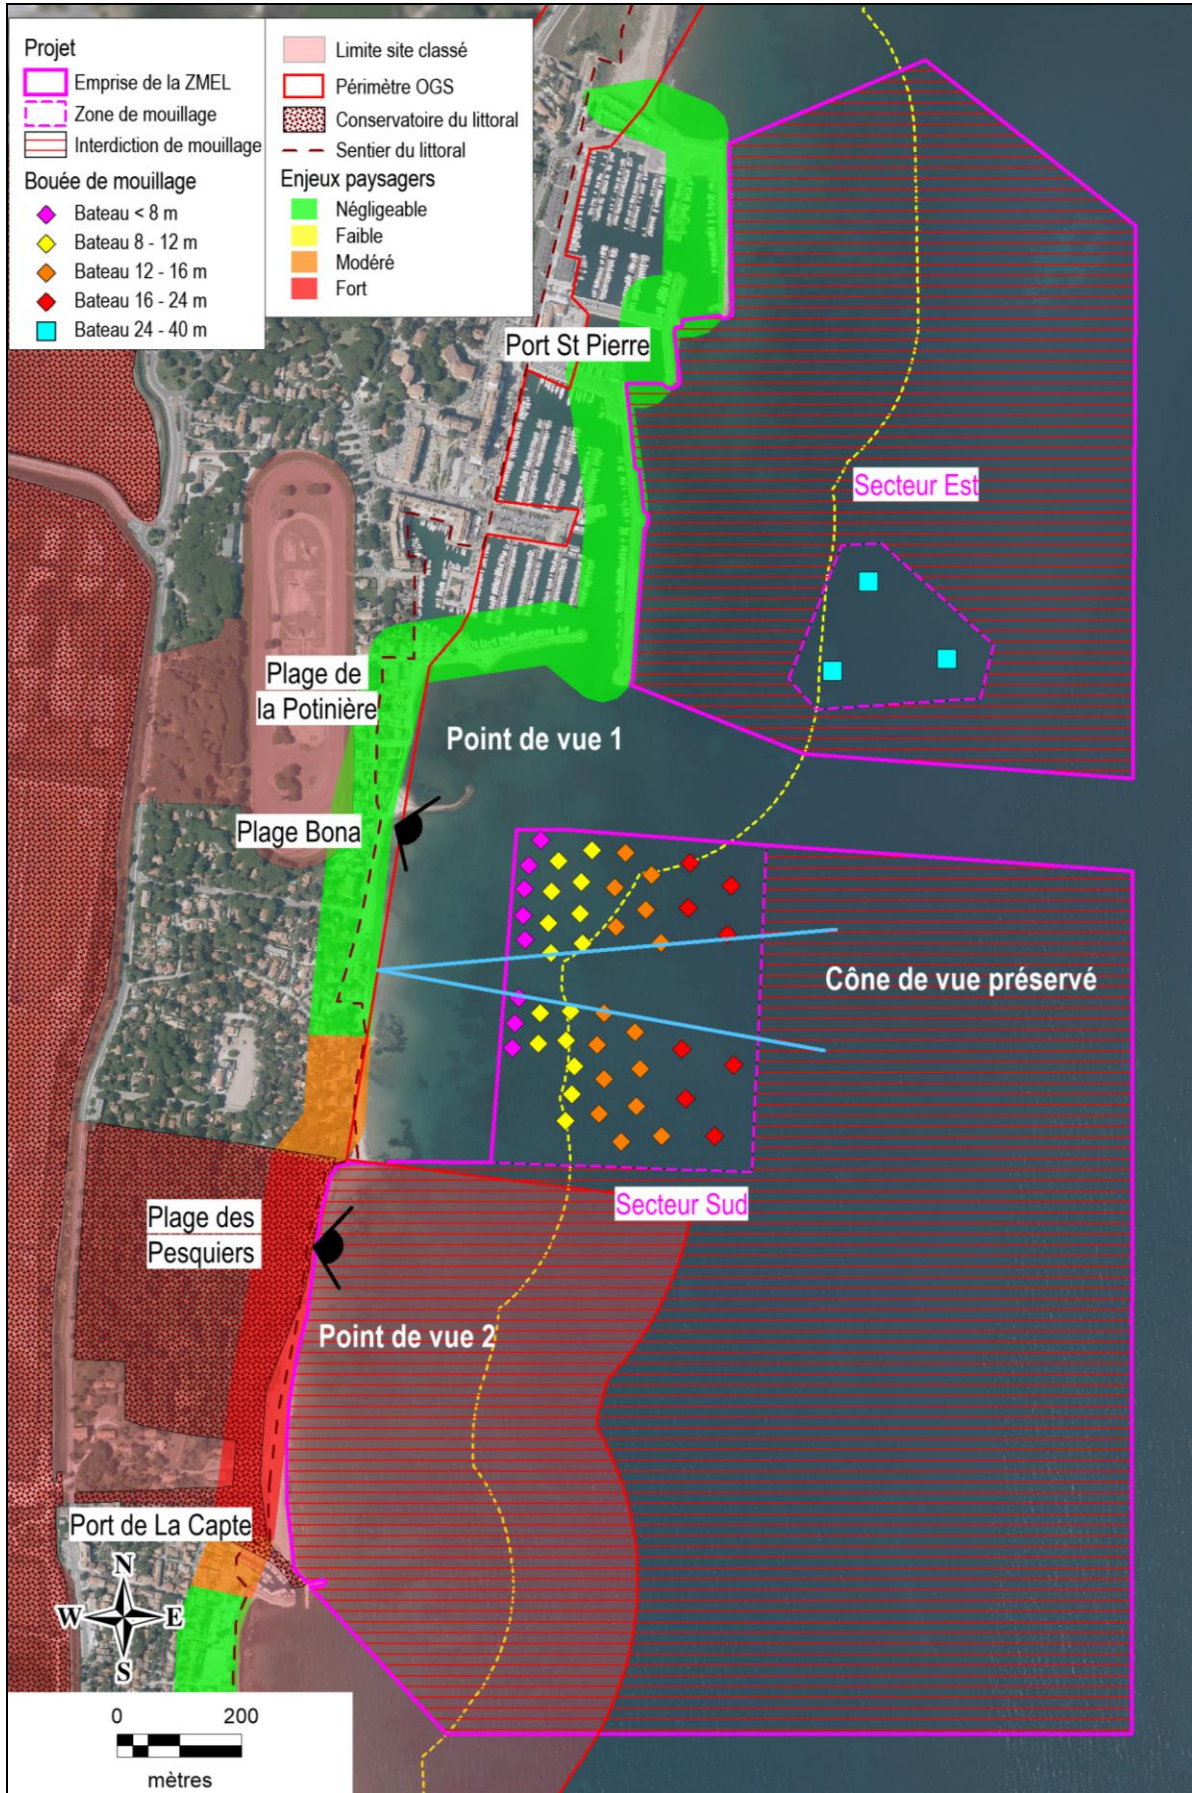 Projet
Emprise de la ZMEL
Zone de mouillage
Interdiction de mouillage
Bouée de mouillage
Bateau < 8 m
Bateau 8 - 12 m
Bateau 12 - 16 m
Bateau 16 - 24 m
Bateau 24 - 40 m
Limite site classé
Périmètre OGS
Conservatoire du littoral
Sentier du littoral
Enjeux paysagers
Négligeable
Faible
Modéré
Fort
Port St Pierre
Secteur Est
Plage de
la Potinière
Point de vue 1
Plage Bona
Cône de vue préservé
Secteur Sud
Plage des
Pesquiers
Point de vue 2
Port de La Capte
N
W E
S
0 200
mètres